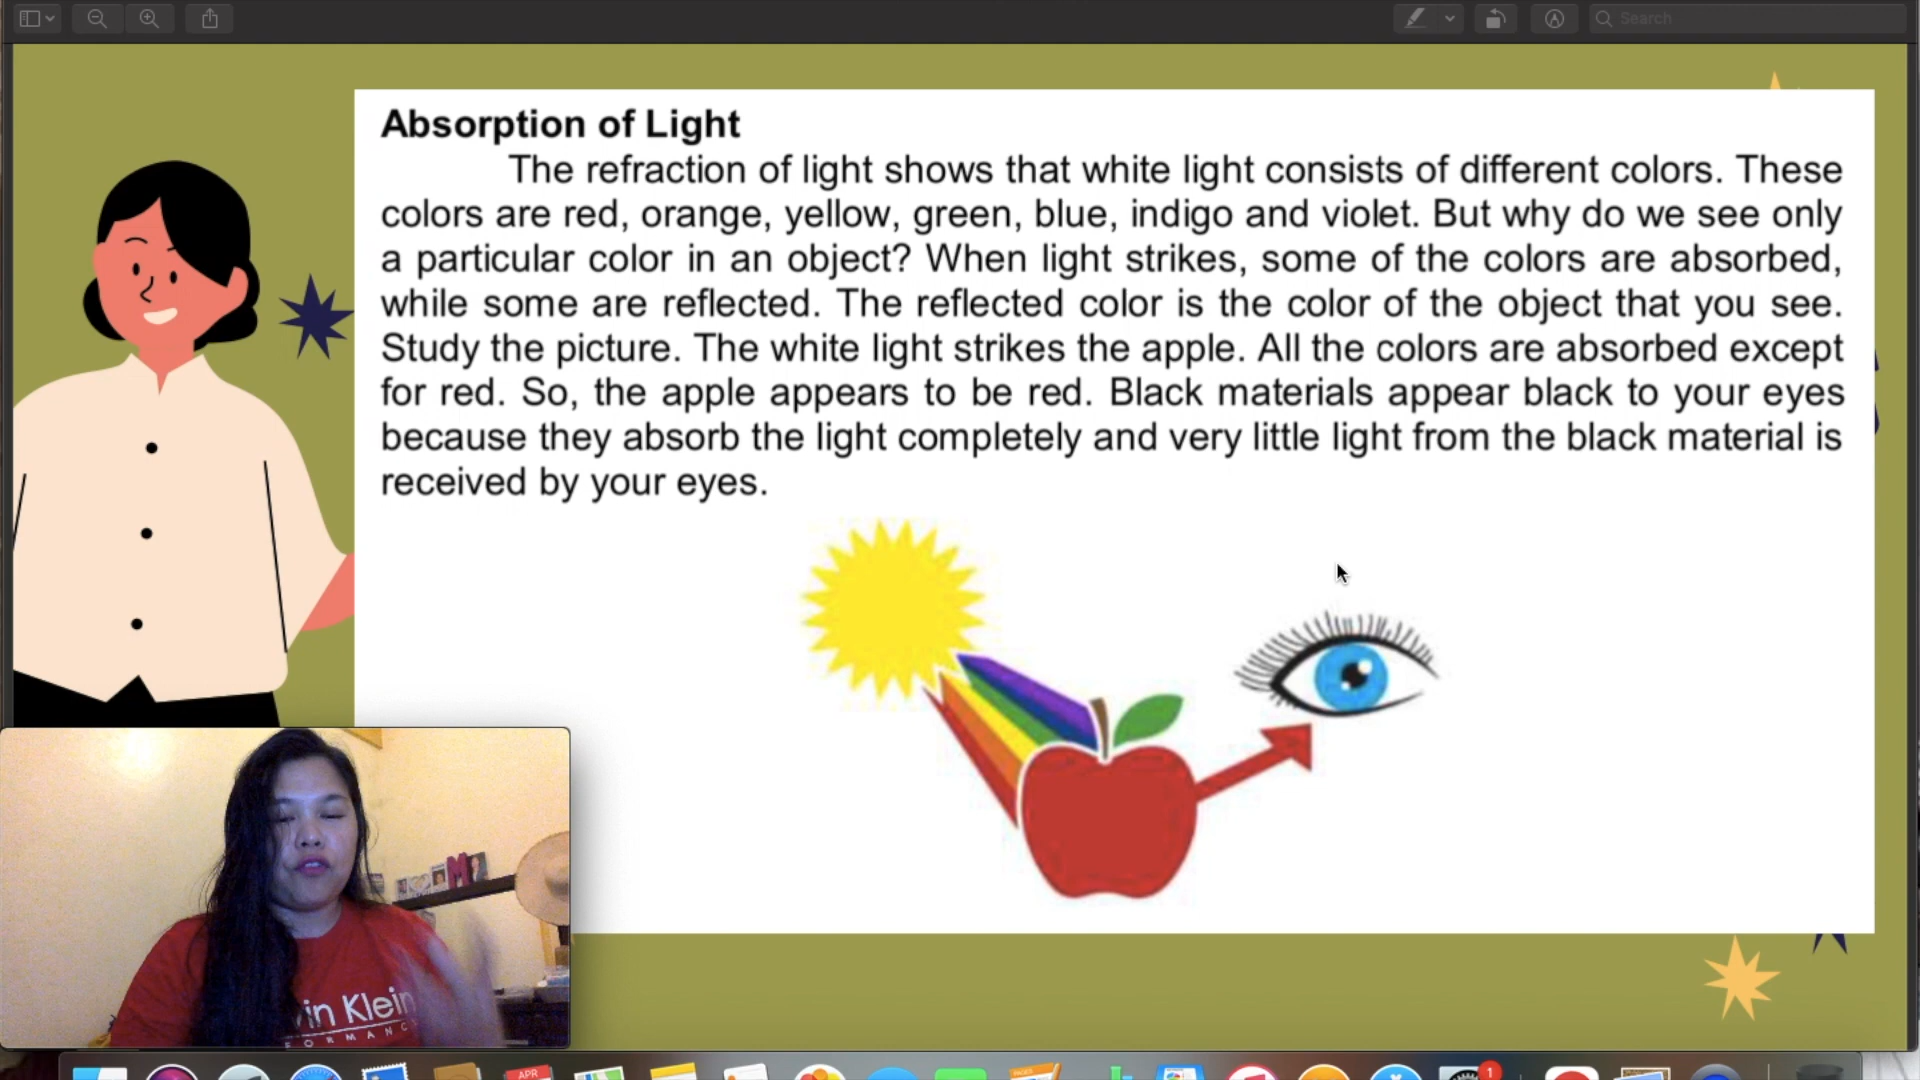 Search
Absorption of Light
The refraction of light shows that white light consists of different colors. These
colors are red, orange, yellow, green, blue, indigo and violet. But why do we see only
a particular color in an object? When light strikes, some of the colors are absorbed,
while some are reflected. The reflected color is the color of the object that you see.
Study the picture. The white light strikes the apple. All the colors are absorbed except
for red. So, the apple appears to be red. Black materials appear black to your eyes
because they absorb the light completely and very little light from the black material is
received by your eyes.
M
Klein
APR
PAGES
1